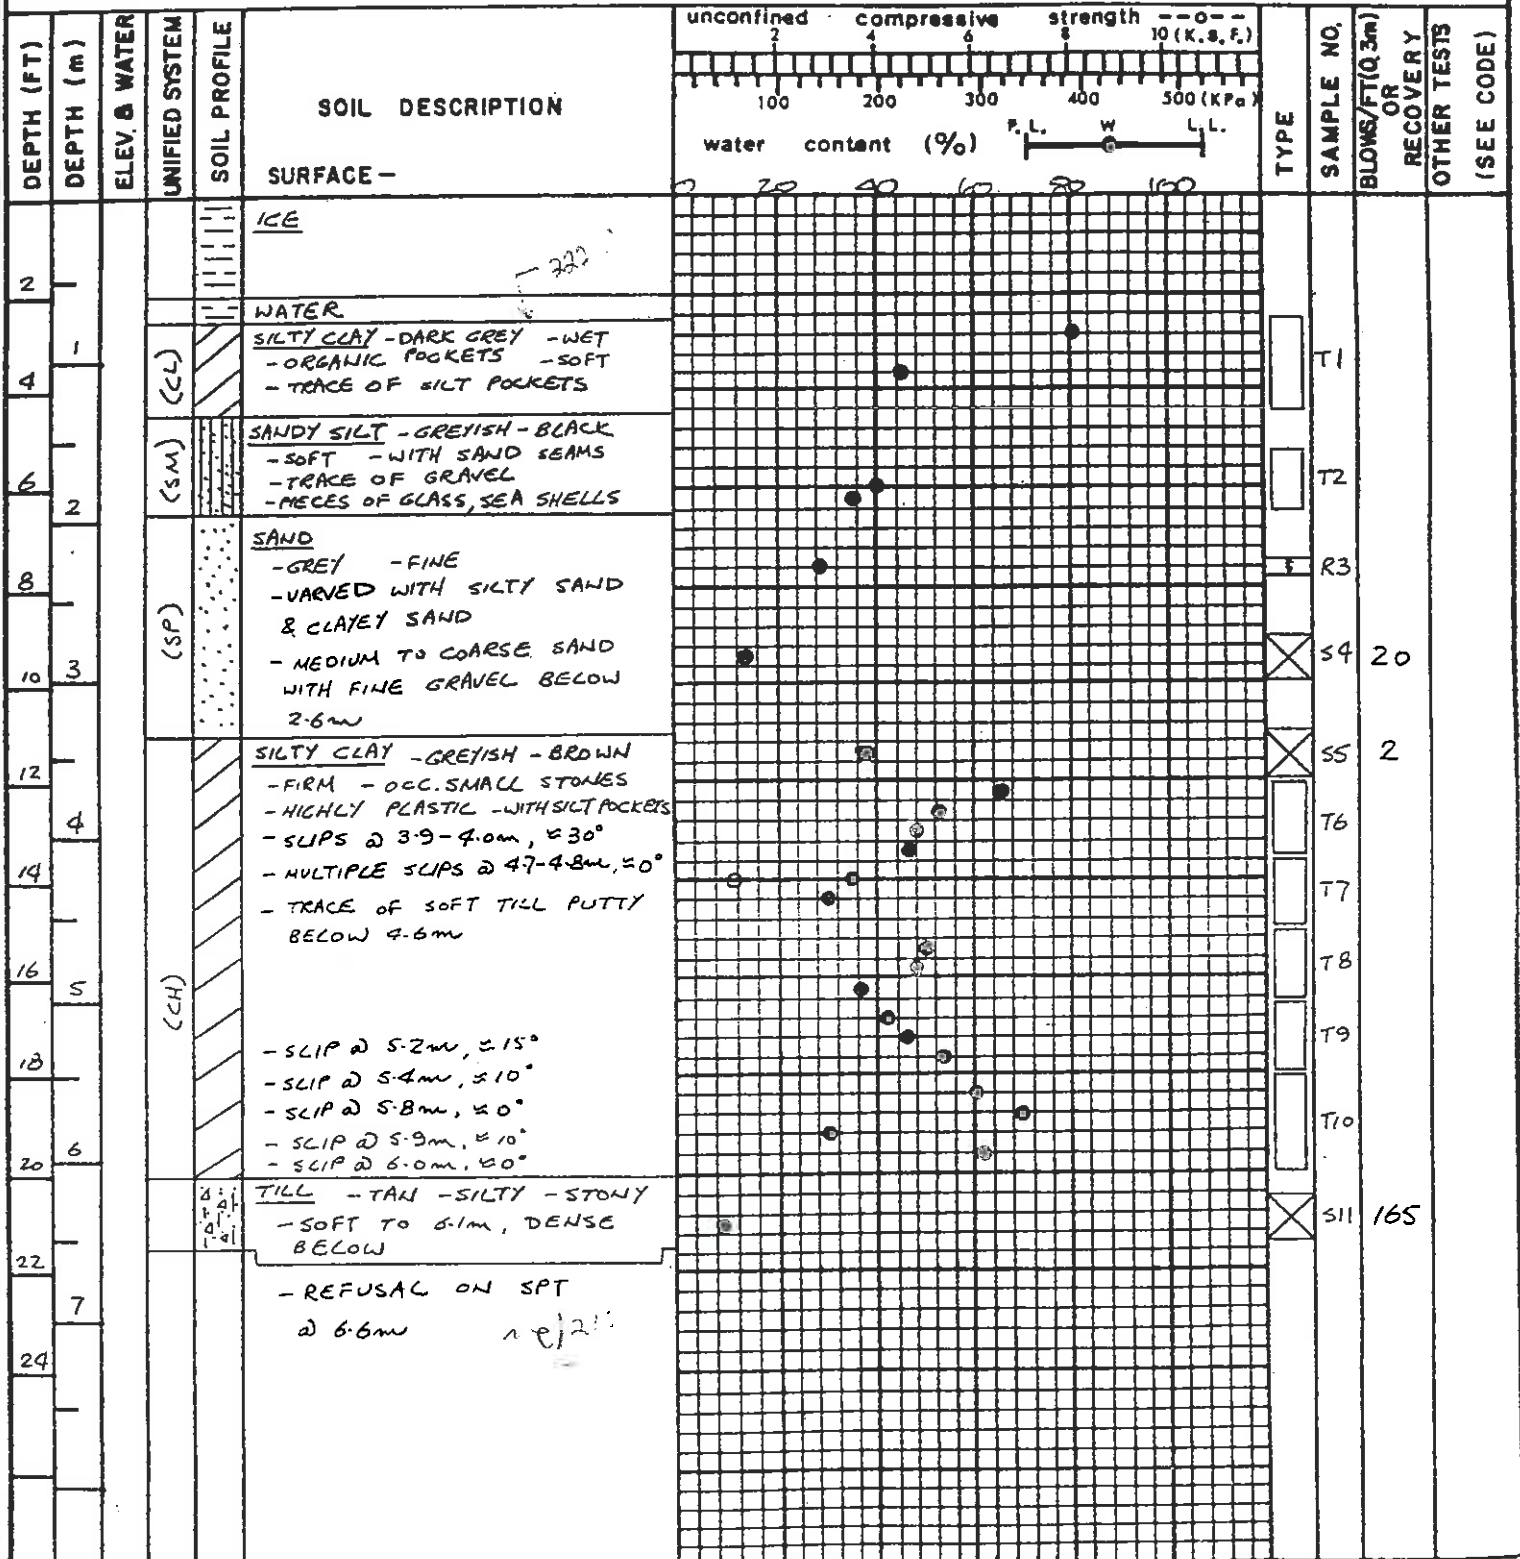 DEPTH (FT)
DEPTH (m)
ELEV. & WATER
UNIFIED SYSTEM
SOIL PROFILE
SOIL DESCRIPTION
SURFACE -
unconfined compressive strength --o--
2 4 6 8 10 (K.S.F.)
100 200 300 400 500 (KPa)
water content (%)
P.L. W L.L.
0 20 40 60 80 100
TYPE
SAMPLE NO.
BLOWS/FT(0.3m)
OR
RECOVERY
OTHER TESTS
(SEE CODE)
ICE
222
2
WATER
SILTY CLAY - DARK GREY - WET
- ORGANIC POCKETS - SOFT
- TRACE OF SILT POCKETS
(CL)
1
4
T1
SANDY SILT - GREYISH - BLACK
- SOFT - WITH SAND SEAMS
- TRACE OF GRAVEL
- PIECES OF GLASS, SEA SHELLS
(SM)
6
2
T2
SAND
- GREY - FINE
- VARVED WITH SILTY SAND
& CLAYEY SAND
- MEDIUM TO COARSE SAND
WITH FINE GRAVEL BELOW
2.6m
(SP)
8
R3
10
3
S4 20
SILTY CLAY - GREYISH - BROWN
- FIRM - OCC. SMALL STONES
- HIGHLY PLASTIC - WITH SILT POCKETS
- SLIPS @ 3.9-4.0m, ≈30°
- MULTIPLE SLIPS @ 4.7-4.8m, ≈0°
- TRACE OF SOFT TILL PUTTY
BELOW 4.6m
S5 2
12
4
T6
14
T7
16
5
T8
(CH)
- SLIP @ 5.2m, ≈15°
- SLIP @ 5.4m, ≈10°
- SLIP @ 5.8m, ≈0°
- SLIP @ 5.9m, ≈10°
- SLIP @ 6.0m, ≈0°
T9
18
T10
6
20
TILL - TAN - SILTY - STONY
- SOFT TO 6.1m, DENSE
BELOW
S11 165
22
- REFUSAL ON SPT
@ 6.6m
7
24